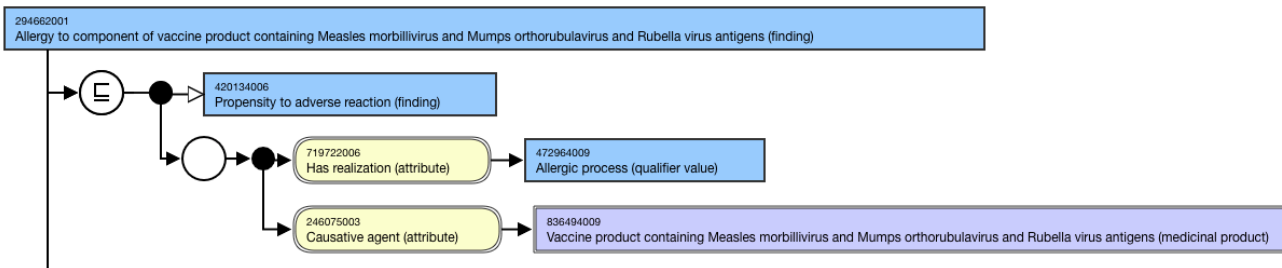 294662001
Allergy to component of vaccine product containing Measles morbillivirus and Mumps orthorubulavirus and Rubella virus antigens (finding)
⊑
420134006
Propensity to adverse reaction (finding)
719722006
Has realization (attribute)
472964009
Allergic process (qualifier value)
246075003
Causative agent (attribute)
836494009
Vaccine product containing Measles morbillivirus and Mumps orthorubulavirus and Rubella virus antigens (medicinal product)